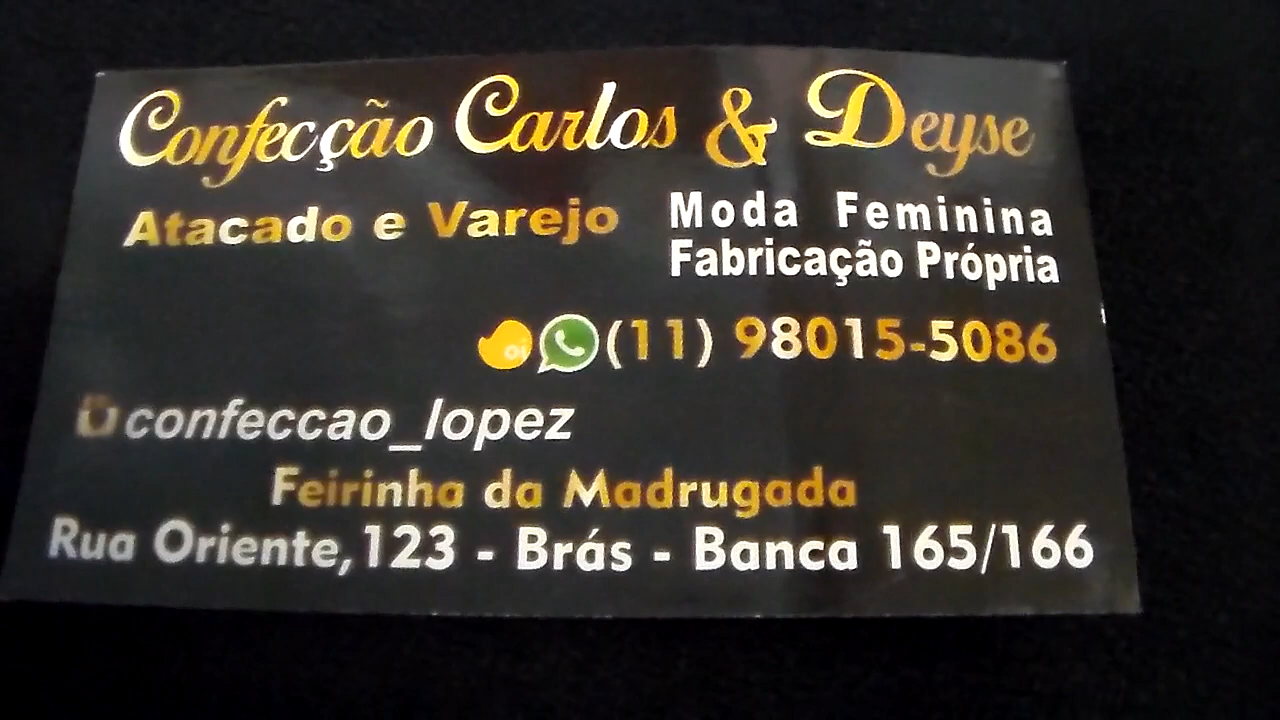 Confecção Carlos & Deyse
Atacado e Varejo
Moda Feminina
Fabricação Própria
oi (11) 98015-5086
confeccao_lopez
Feirinha da Madrugada
Rua Oriente,123 - Brás - Banca 165/166